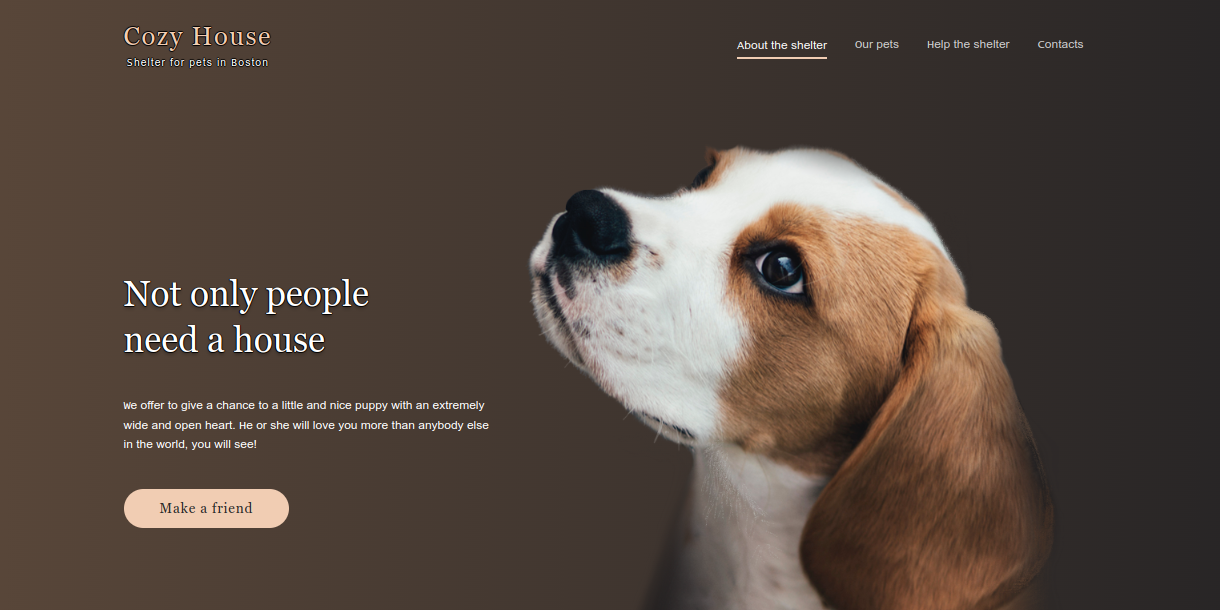 Cozy House
Shelter for pets in Boston
About the shelter Our pets Help the shelter Contacts
Not only people
need a house
We offer to give a chance to a little and nice puppy with an extremely
wide and open heart. He or she will love you more than anybody else
in the world, you will see!
Make a friend